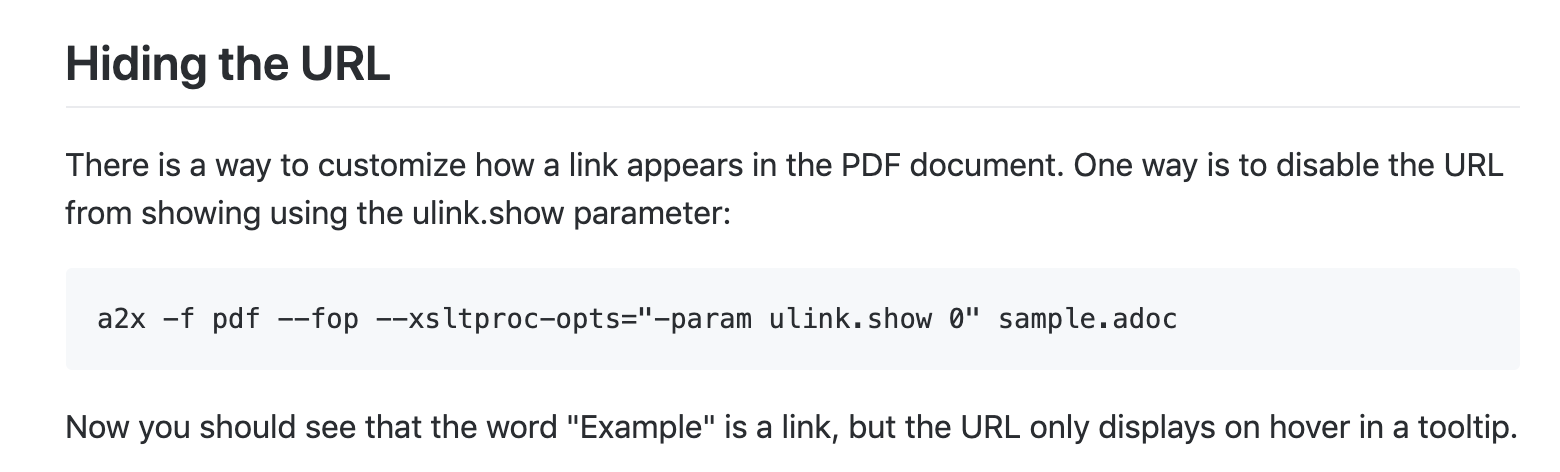 Hiding the URL
There is a way to customize how a link appears in the PDF document. One way is to disable the URL
from showing using the ulink.show parameter:
a2x -f pdf --fop --xsltproc-opts="-param ulink.show 0" sample.adoc
Now you should see that the word "Example" is a link, but the URL only displays on hover in a tooltip.